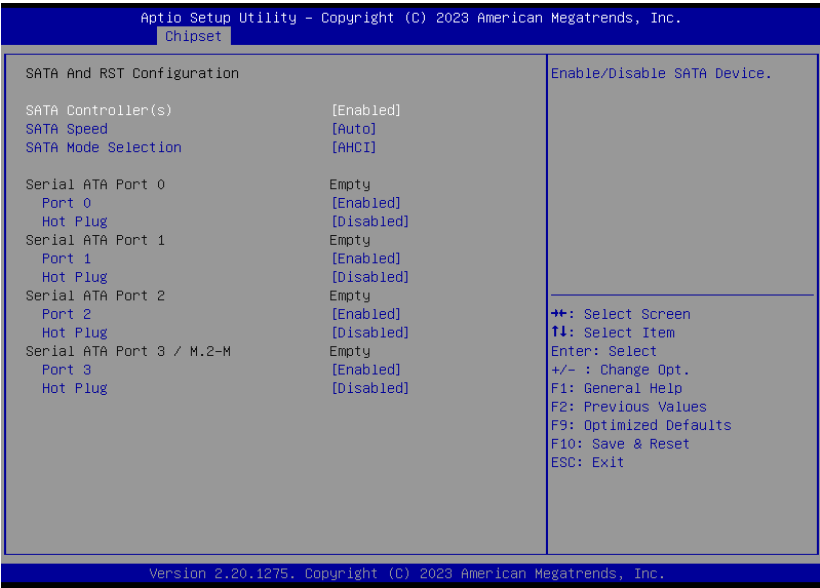 Aptio Setup Utility – Copyright (C) 2023 American Megatrends, Inc.
Chipset
SATA And RST Configuration
Enable/Disable SATA Device.
SATA Controller(s) [Enabled]
SATA Speed [Auto]
SATA Mode Selection [AHCI]
Serial ATA Port 0 Empty
Port 0 [Enabled]
Hot Plug [Disabled]
Serial ATA Port 1 Empty
Port 1 [Enabled]
Hot Plug [Disabled]
Serial ATA Port 2 Empty
Port 2 [Enabled]
Hot Plug [Disabled]
Serial ATA Port 3 / M.2-M Empty
Port 3 [Enabled]
Hot Plug [Disabled]
→←: Select Screen
↑↓: Select Item
Enter: Select
+/- : Change Opt.
F1: General Help
F2: Previous Values
F9: Optimized Defaults
F10: Save & Reset
ESC: Exit
Version 2.20.1275. Copyright (C) 2023 American Megatrends, Inc.